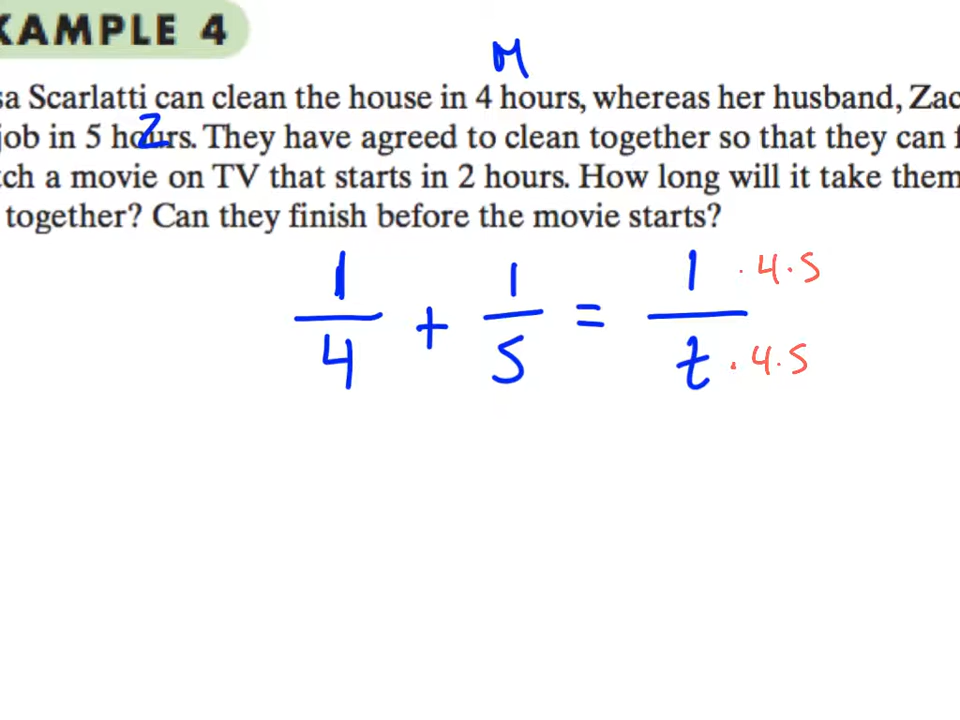 XAMPLE 4
M
sa Scarlatti can clean the house in 4 hours, whereas her husband, Zac
job in 5 hours. They have agreed to clean together so that they can f
Z
tch a movie on TV that starts in 2 hours. How long will it take them
together? Can they finish before the movie starts?
1/4 + 1/5 = 1/t
· 4 · 5
· 4 · 5